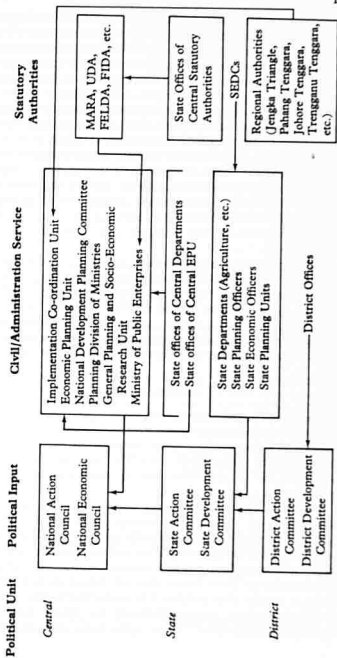 Political Unit
Political Input
Civil/Administration Service
Statutory
Authorities
Central
National Action
Council
National Economic
Council
Implementation Co-ordination Unit
Economic Planning Unit
National Development Planning Committee
Planning Division of Ministries
General Planning and Socio-Economic
Research Unit
Ministry of Public Enterprises
MARA, UDA,
FELDA, FIDA, etc.
State
State Action
Committee
State Development
Committee
State offices of Central Departments
State offices of Central EPU
State Offices of
Central Statutory
Authorities
State Departments (Agriculture, etc.)
State Planning Officers
State Economic Officers
State Planning Units
SEDCs
District
District Action
Committee
District Development
Committee
District Offices
Regional Authorities
(Jengka Triangle,
Pahang Tenggara,
Johore Tenggara,
Trengganu Tenggara,
etc.)